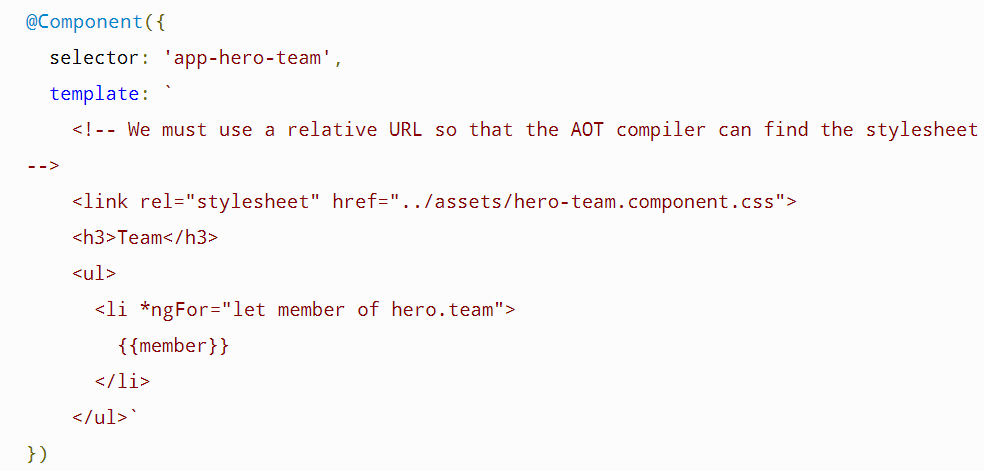 @Component({
  selector: 'app-hero-team',
  template: `
    <!-- We must use a relative URL so that the AOT compiler can find the stylesheet
-->
    <link rel="stylesheet" href="../assets/hero-team.component.css">
    <h3>Team</h3>
    <ul>
      <li *ngFor="let member of hero.team">
        {{member}}
      </li>
    </ul>`
})